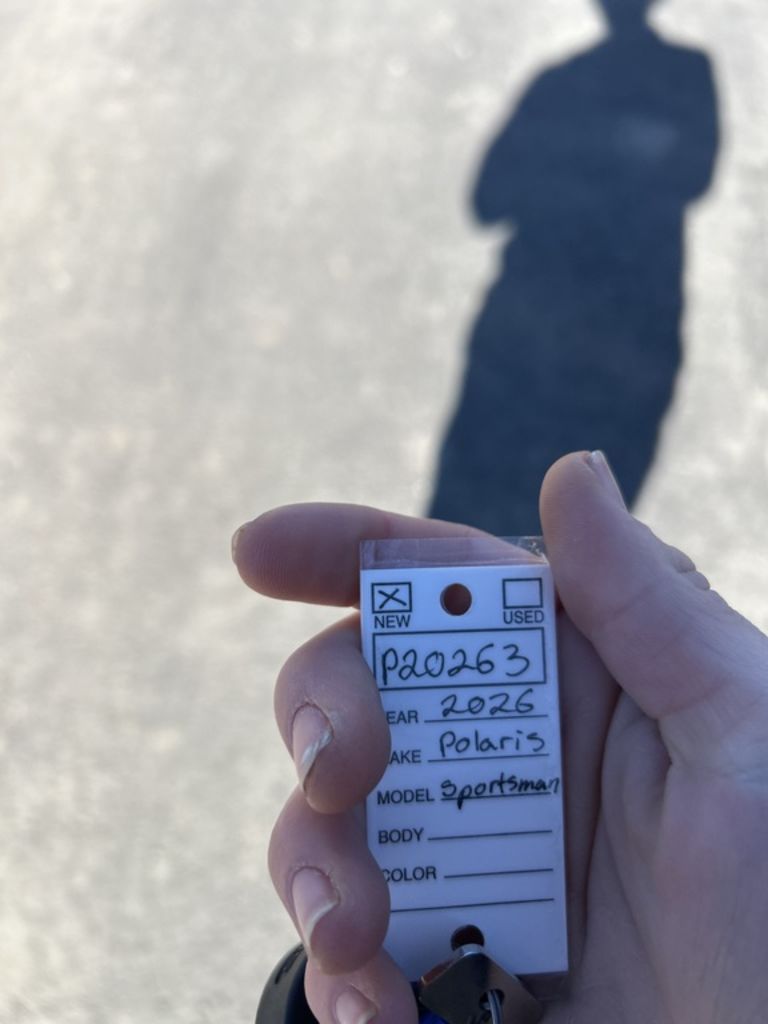 NEW USED
P20263
EAR 2026
AKE Polaris
MODEL Sportsman
BODY
COLOR